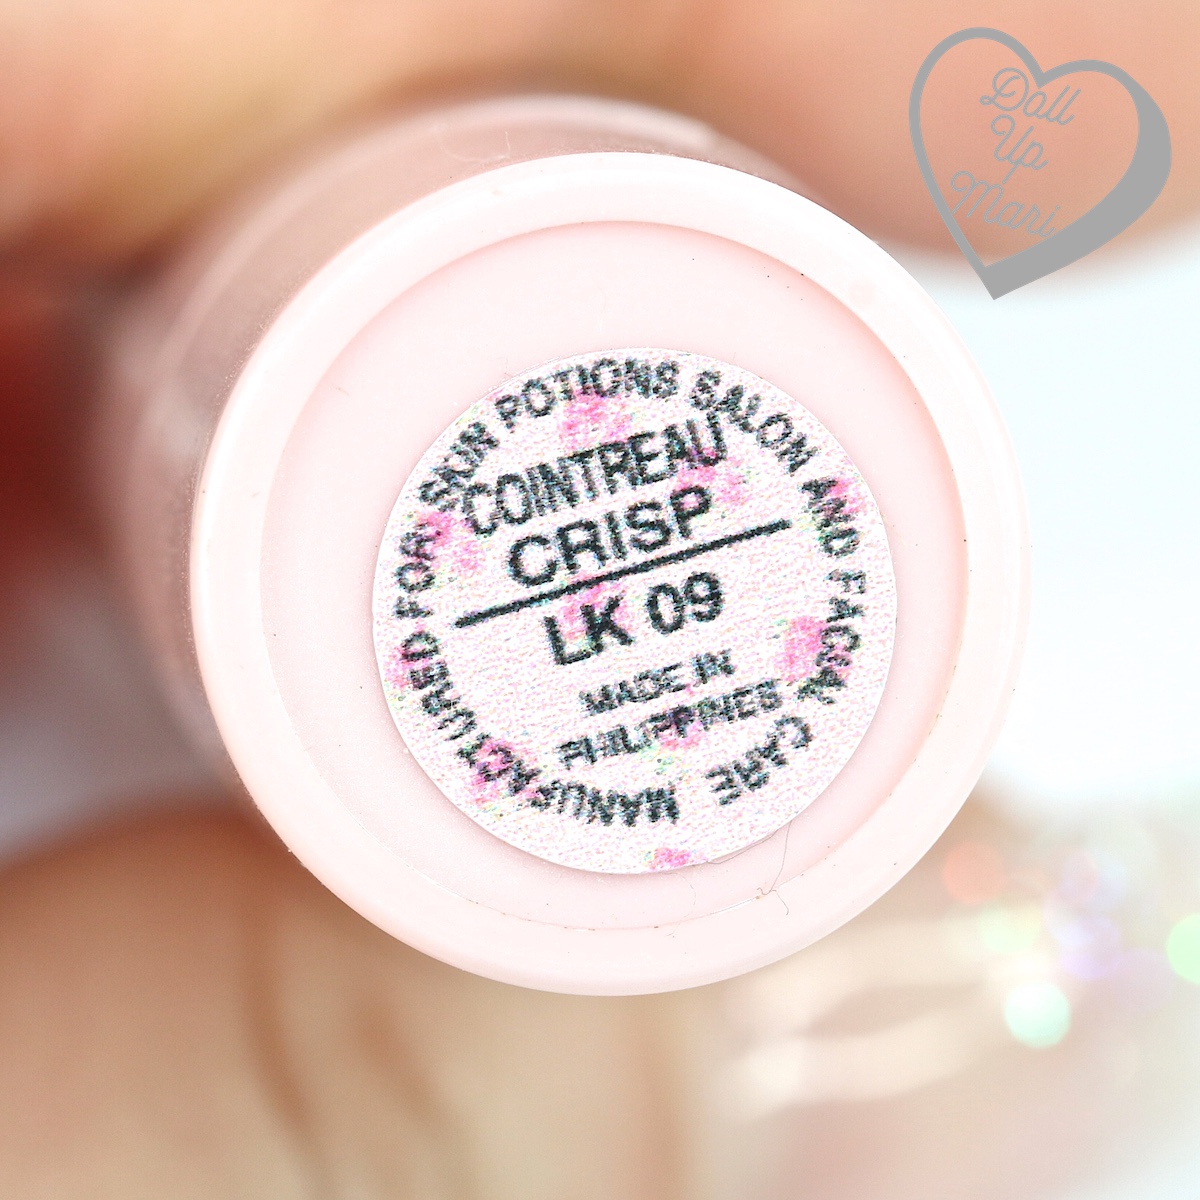 Doll
Up
Mari
MANUFACTURED FOR: SKIN POTIONS SALON AND FACIAL CARE
COINTREAU
CRISP
LK 09
MADE IN
PHILIPPINES